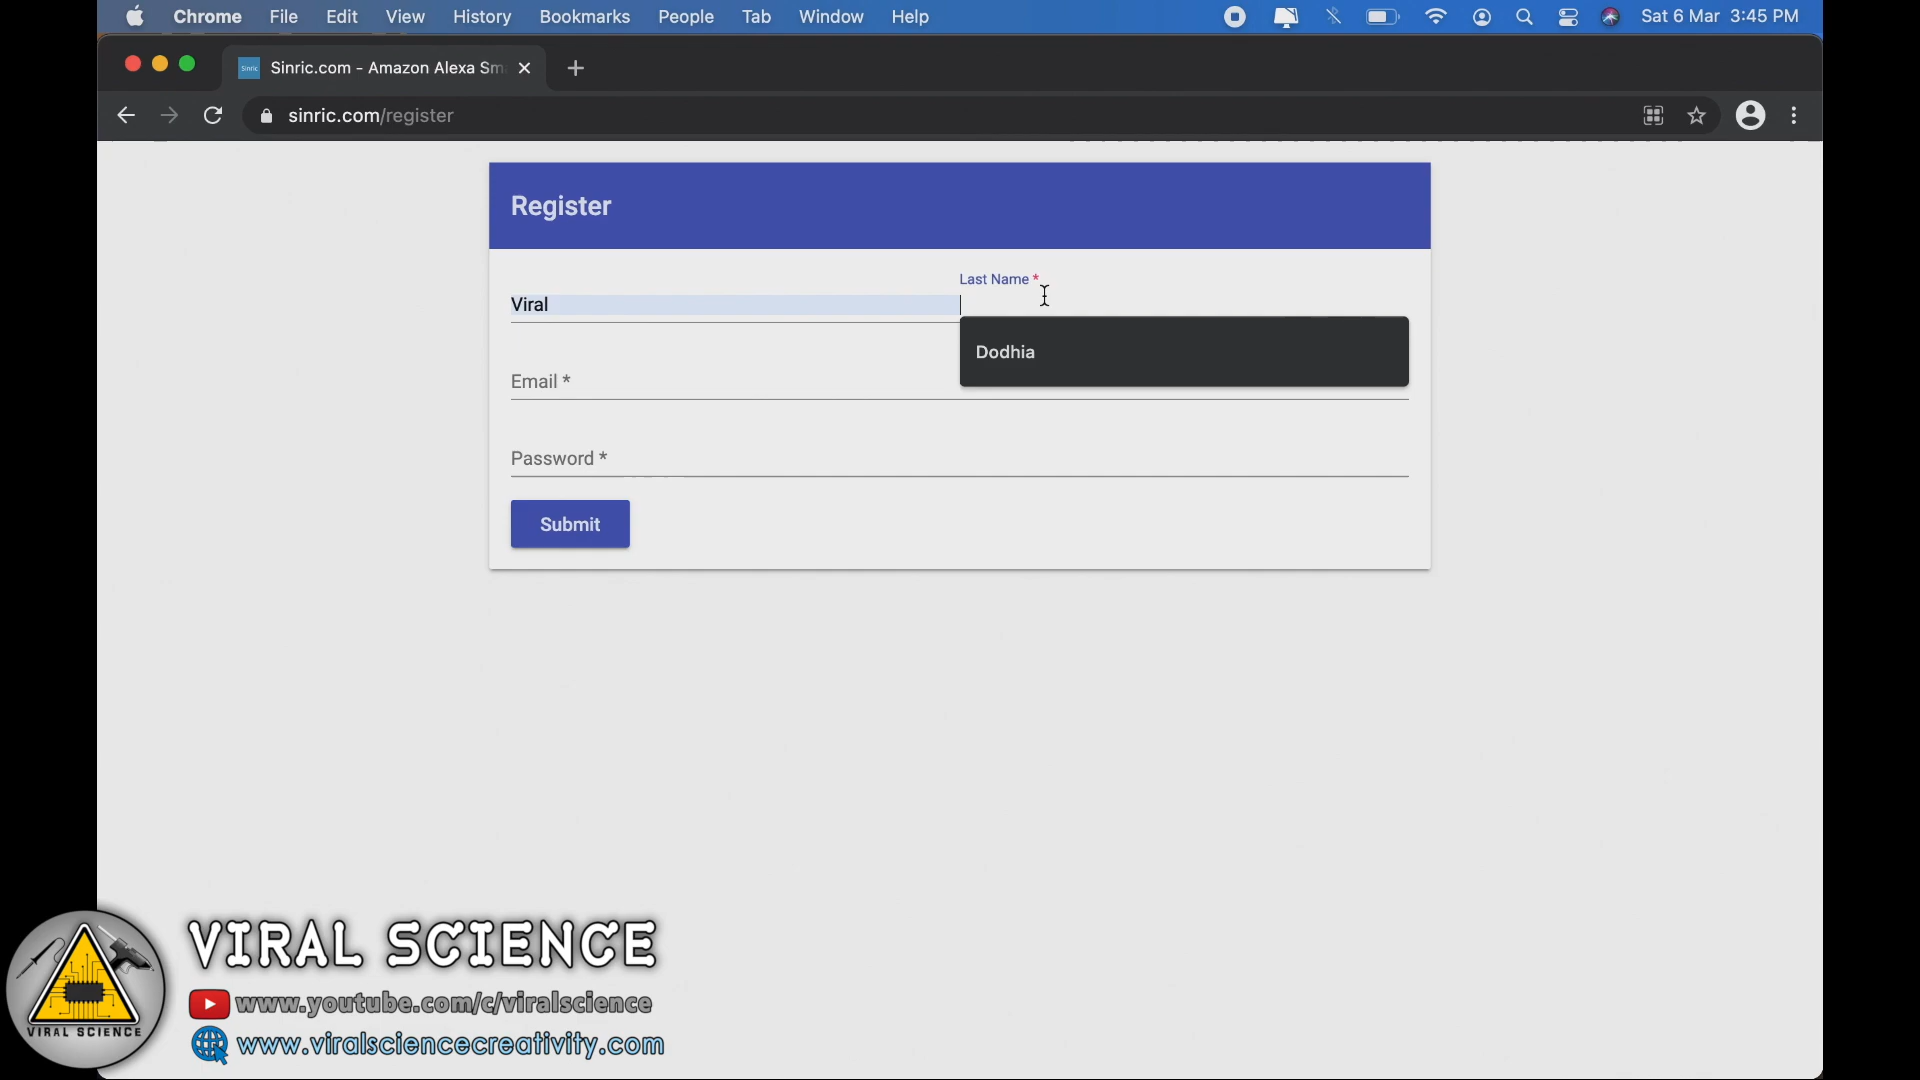 Chrome File Edit View History Bookmarks People Tab Window Help Sat 6 Mar 3:45 PM
Sinric Sinric.com - Amazon Alexa Sm
sinric.com/register
Register
Last Name *
Viral
Dodhia
Email *
Password *
Submit
VIRAL SCIENCE
www.youtube.com/c/viralscience
VIRAL SCIENCE
www.viralsciencecreativity.com